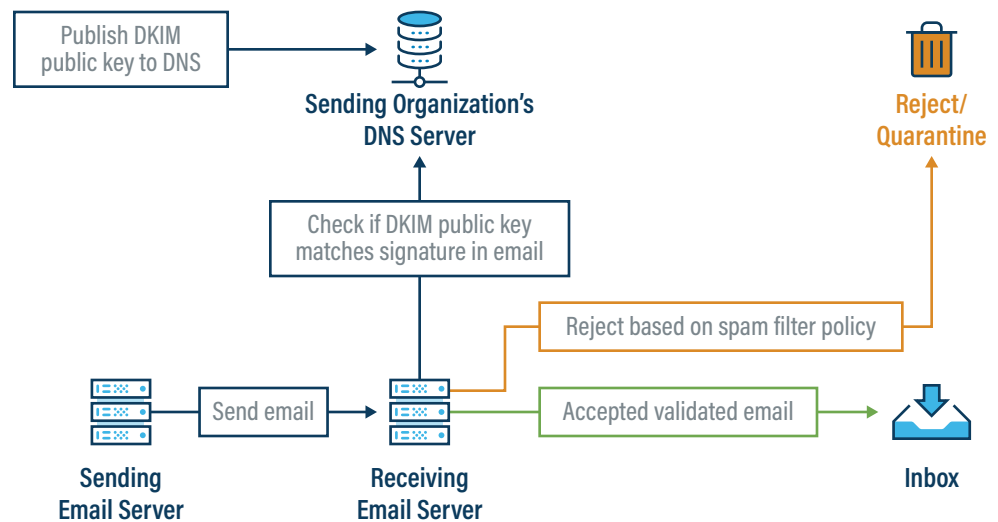 Publish DKIM
public key to DNS
Sending Organization’s
DNS Server
Reject/
Quarantine
Check if DKIM public key
matches signature in email
Reject based on spam filter policy
Send email
Accepted validated email
Sending
Email Server
Receiving
Email Server
Inbox